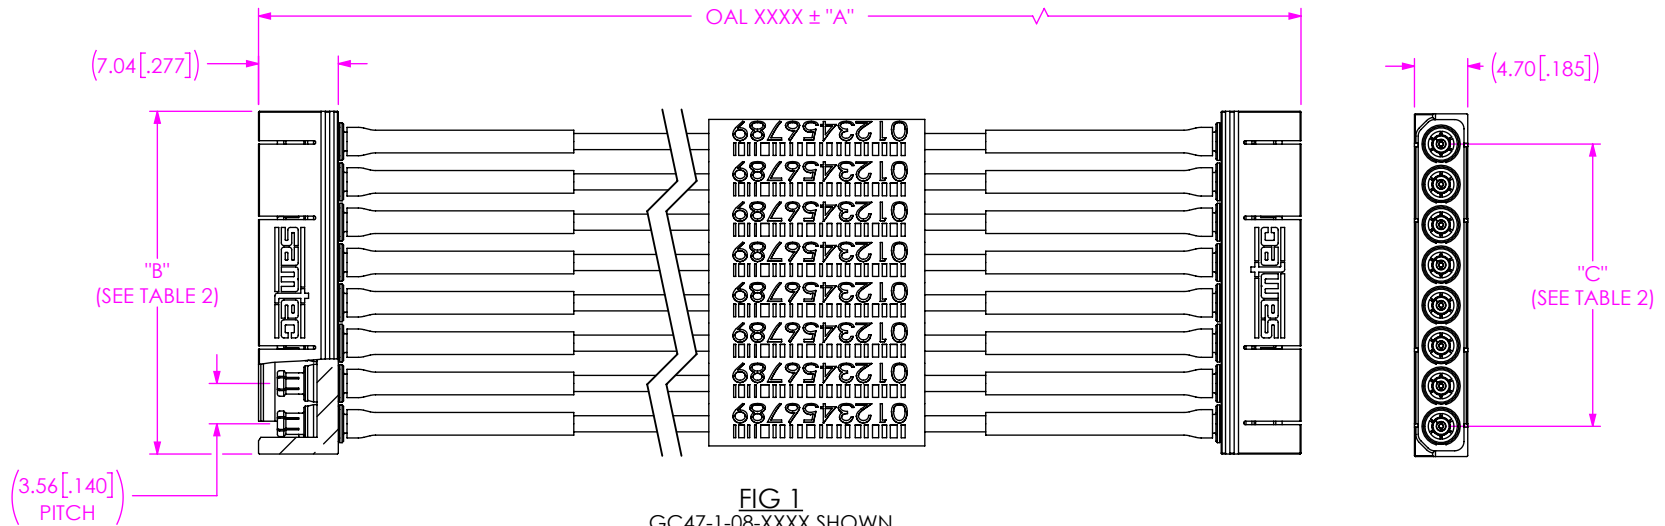 OAL XXXX ± "A"
(7.04[.277])
(4.70[.185])
0123456789
0123456789
0123456789
0123456789
0123456789
0123456789
0123456789
0123456789
samtec
samtec
"B"
(SEE TABLE 2)
"C"
(SEE TABLE 2)
(3.56[.140])
PITCH
FIG 1
GC47-1-08-XXXX SHOWN